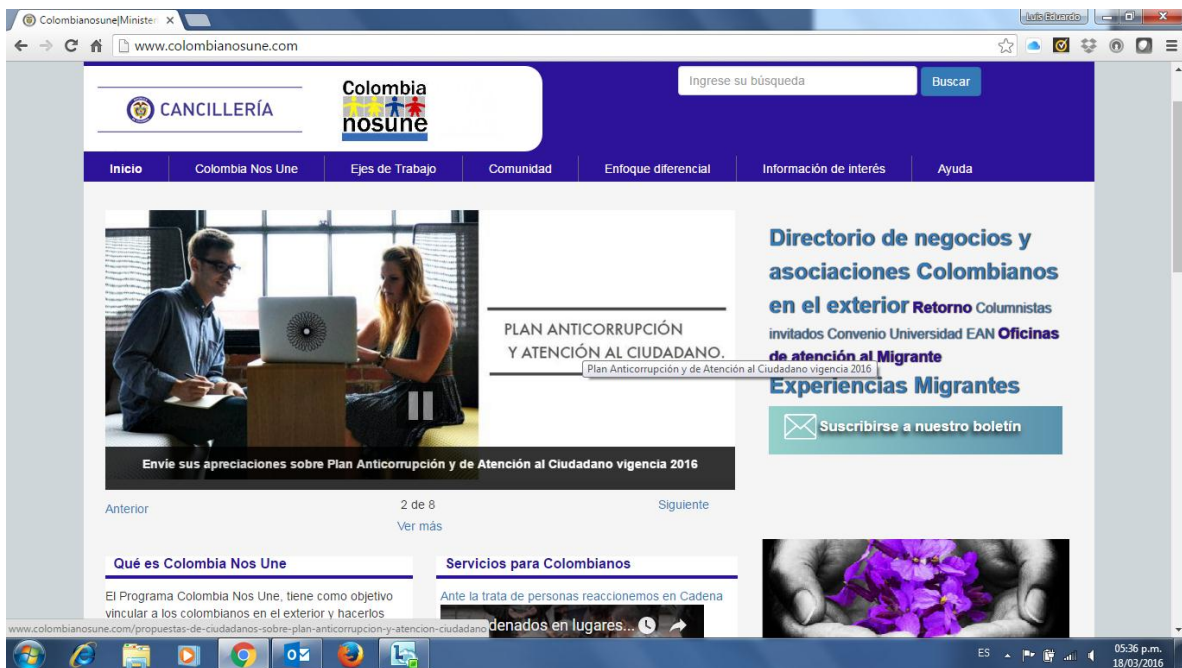 Colombianosune|Minister
Luis Eduardo
www.colombianosune.com
CANCILLERÍA
Colombia
nosune
Ingrese su búsqueda
Buscar
Inicio
Colombia Nos Une
Ejes de Trabajo
Comunidad
Enfoque diferencial
Información de interés
Ayuda
PLAN ANTICORRUPCIÓN
Y ATENCIÓN AL CIUDADANO.
Plan Anticorrupción y de Atención al Ciudadano vigencia 2016
Envíe sus apreciaciones sobre Plan Anticorrupción y de Atención al Ciudadano vigencia 2016
Anterior
2 de 8
Siguiente
Ver más
Directorio de negocios y
asociaciones Colombianos
en el exterior Retorno Columnistas
invitados Convenio Universidad EAN Oficinas
de atención al Migrante
Experiencias Migrantes
Suscribirse a nuestro boletín
Qué es Colombia Nos Une
El Programa Colombia Nos Une, tiene como objetivo
vincular a los colombianos en el exterior y hacerlos
Servicios para Colombianos
Ante la trata de personas reaccionemos en Cadena
denados en lugares...
www.colombianosune.com/propuestas-de-ciudadanos-sobre-plan-anticorrupcion-y-atencion-ciudadano
ES
05:36 p.m.
18/03/2016